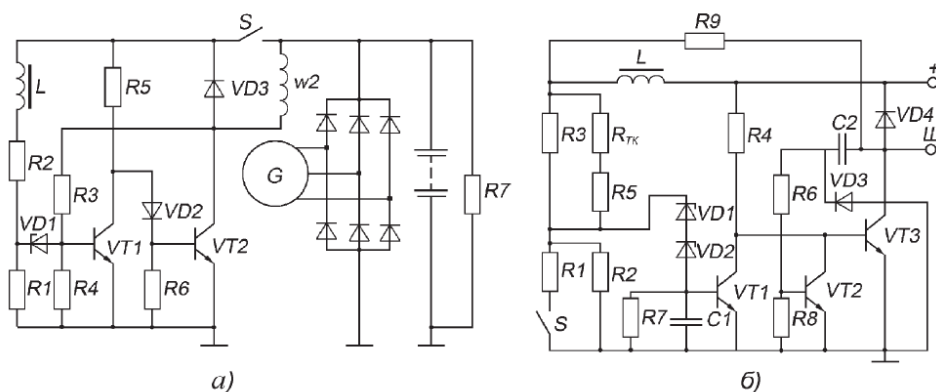 S
R9
L
R5
VD3
w2
R2
R3
VD1
VD2
VT1
VT2
R1
R4
R6
G
R7
а)
L
+
Ш
R3
Rтк
R4
C2
VD4
R5
R6
VD3
VD1
VD2
VT3
R1
R2
VT1
VT2
S
R7
C1
R8
б)